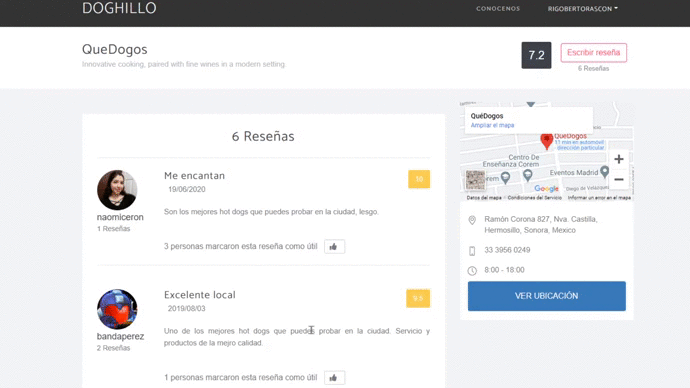 DOGHILLO
CONOCENOS
RIGOBERTORASCON
QueDogos
Innovative cooking, paired with fine wines in a modern setting.
7.2
Escribir reseña
6 Reseñas
6 Reseñas
Me encantan
19/06/2020
10
Son los mejores hot dogs que puedes probar en la ciudad, lesgo.
naomiceron
1 Reseñas
3 personas marcaron esta reseña como útil
Excelente local
2019/08/03
9.5
Uno de los mejores hot dogs que puedes probar en la ciudad. Servicio y
productos de la mejro calidad.
bandaperez
2 Reseñas
1 personas marcaron esta reseña como útil
QuéDogos
Ampliar el mapa
QuéDogos
11 min en automóvil
dirección particular
Centro De
Enseñanza Corem
Eventos Madri
Google
Diego de
Datos del mapa
Condiciones del Servicio
Informar un error en el mapa
Ramón Corona 827, Nva. Castilla,
Hermosillo, Sonora, Mexico
33 3956 0249
8:00 - 18:00
VER UBICACIÓN